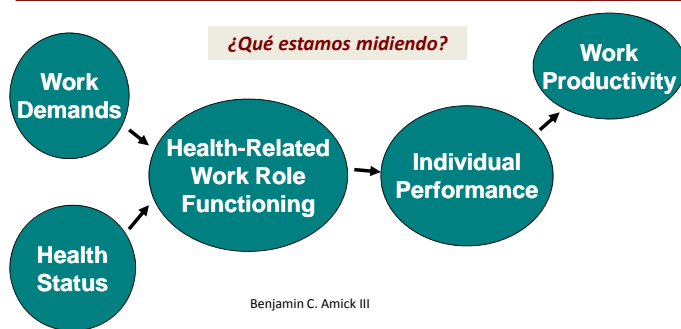 ¿Qué estamos midiendo?
Work
Demands
Health
Status
Health-Related
Work Role
Functioning
Individual
Performance
Work
Productivity
Benjamin C. Amick III